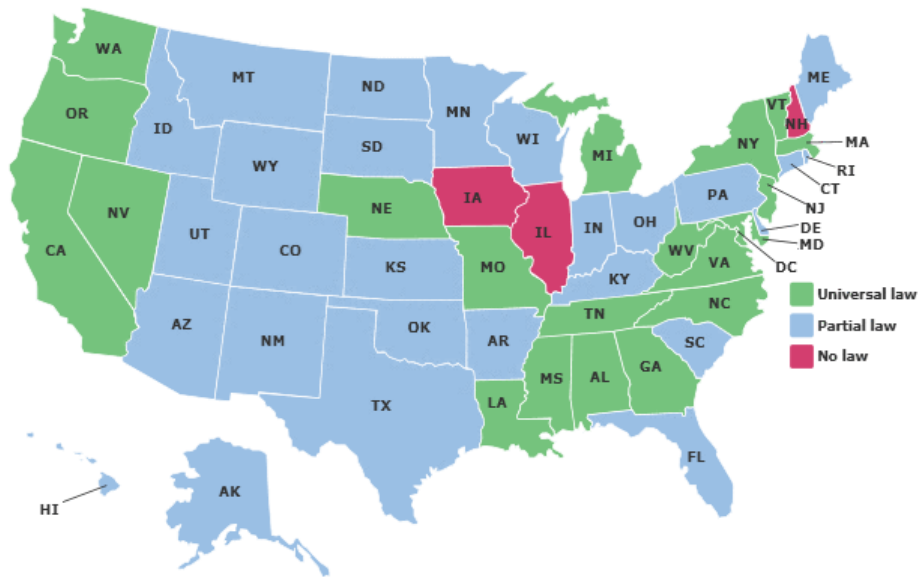 WA
OR
CA
NV
ID
MT
WY
UT
CO
AZ
NM
ND
SD
NE
KS
OK
TX
MN
IA
MO
AR
LA
WI
IL
MI
IN
OH
KY
TN
MS
AL
GA
FL
SC
NC
VA
WV
PA
NY
VT
NH
ME
MA
RI
CT
NJ
DE
MD
DC
HI
AK
Universal law
Partial law
No law